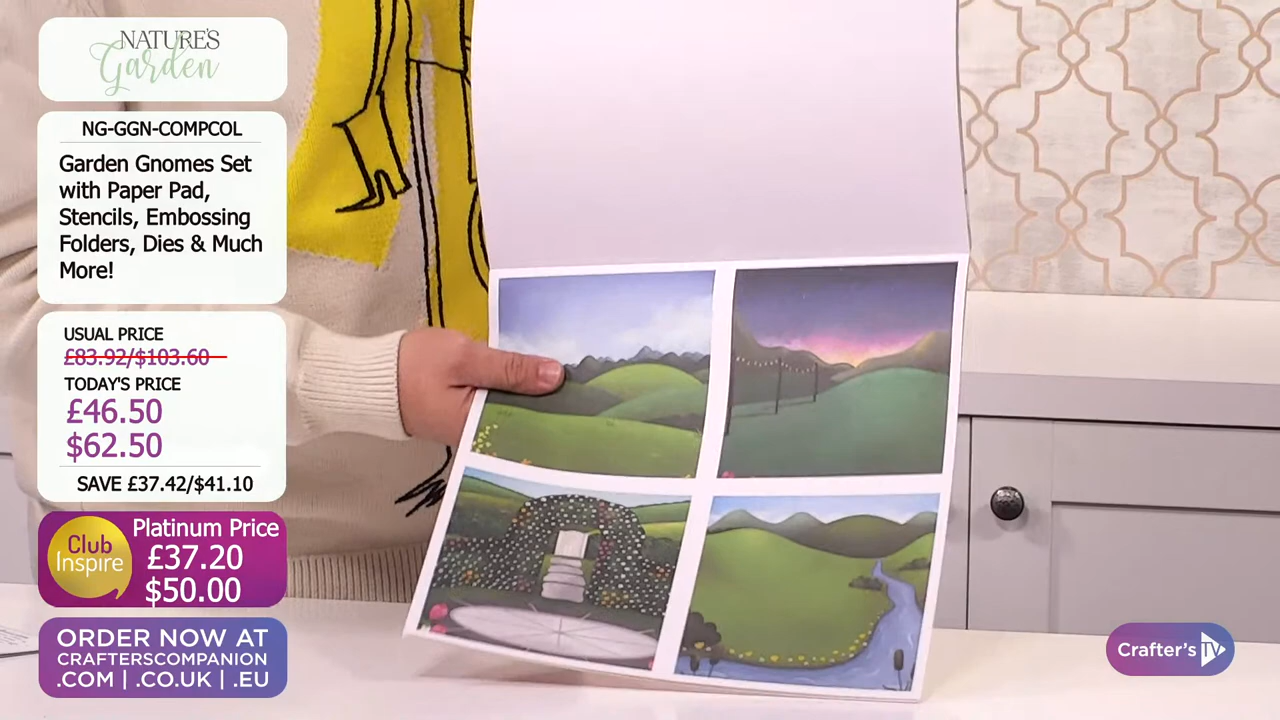 NATURE'S
Garden
NG-GGN-COMPCOL
Garden Gnomes Set
with Paper Pad,
Stencils, Embossing
Folders, Dies & Much
More!
USUAL PRICE
£83.92/$103.60
TODAY'S PRICE
£46.50
$62.50
SAVE £37.42/$41.10
Club
Inspire
Platinum Price
£37.20
$50.00
ORDER NOW AT
CRAFTERSCOMPANION
.COM | .CO.UK | .EU
Crafter's TV